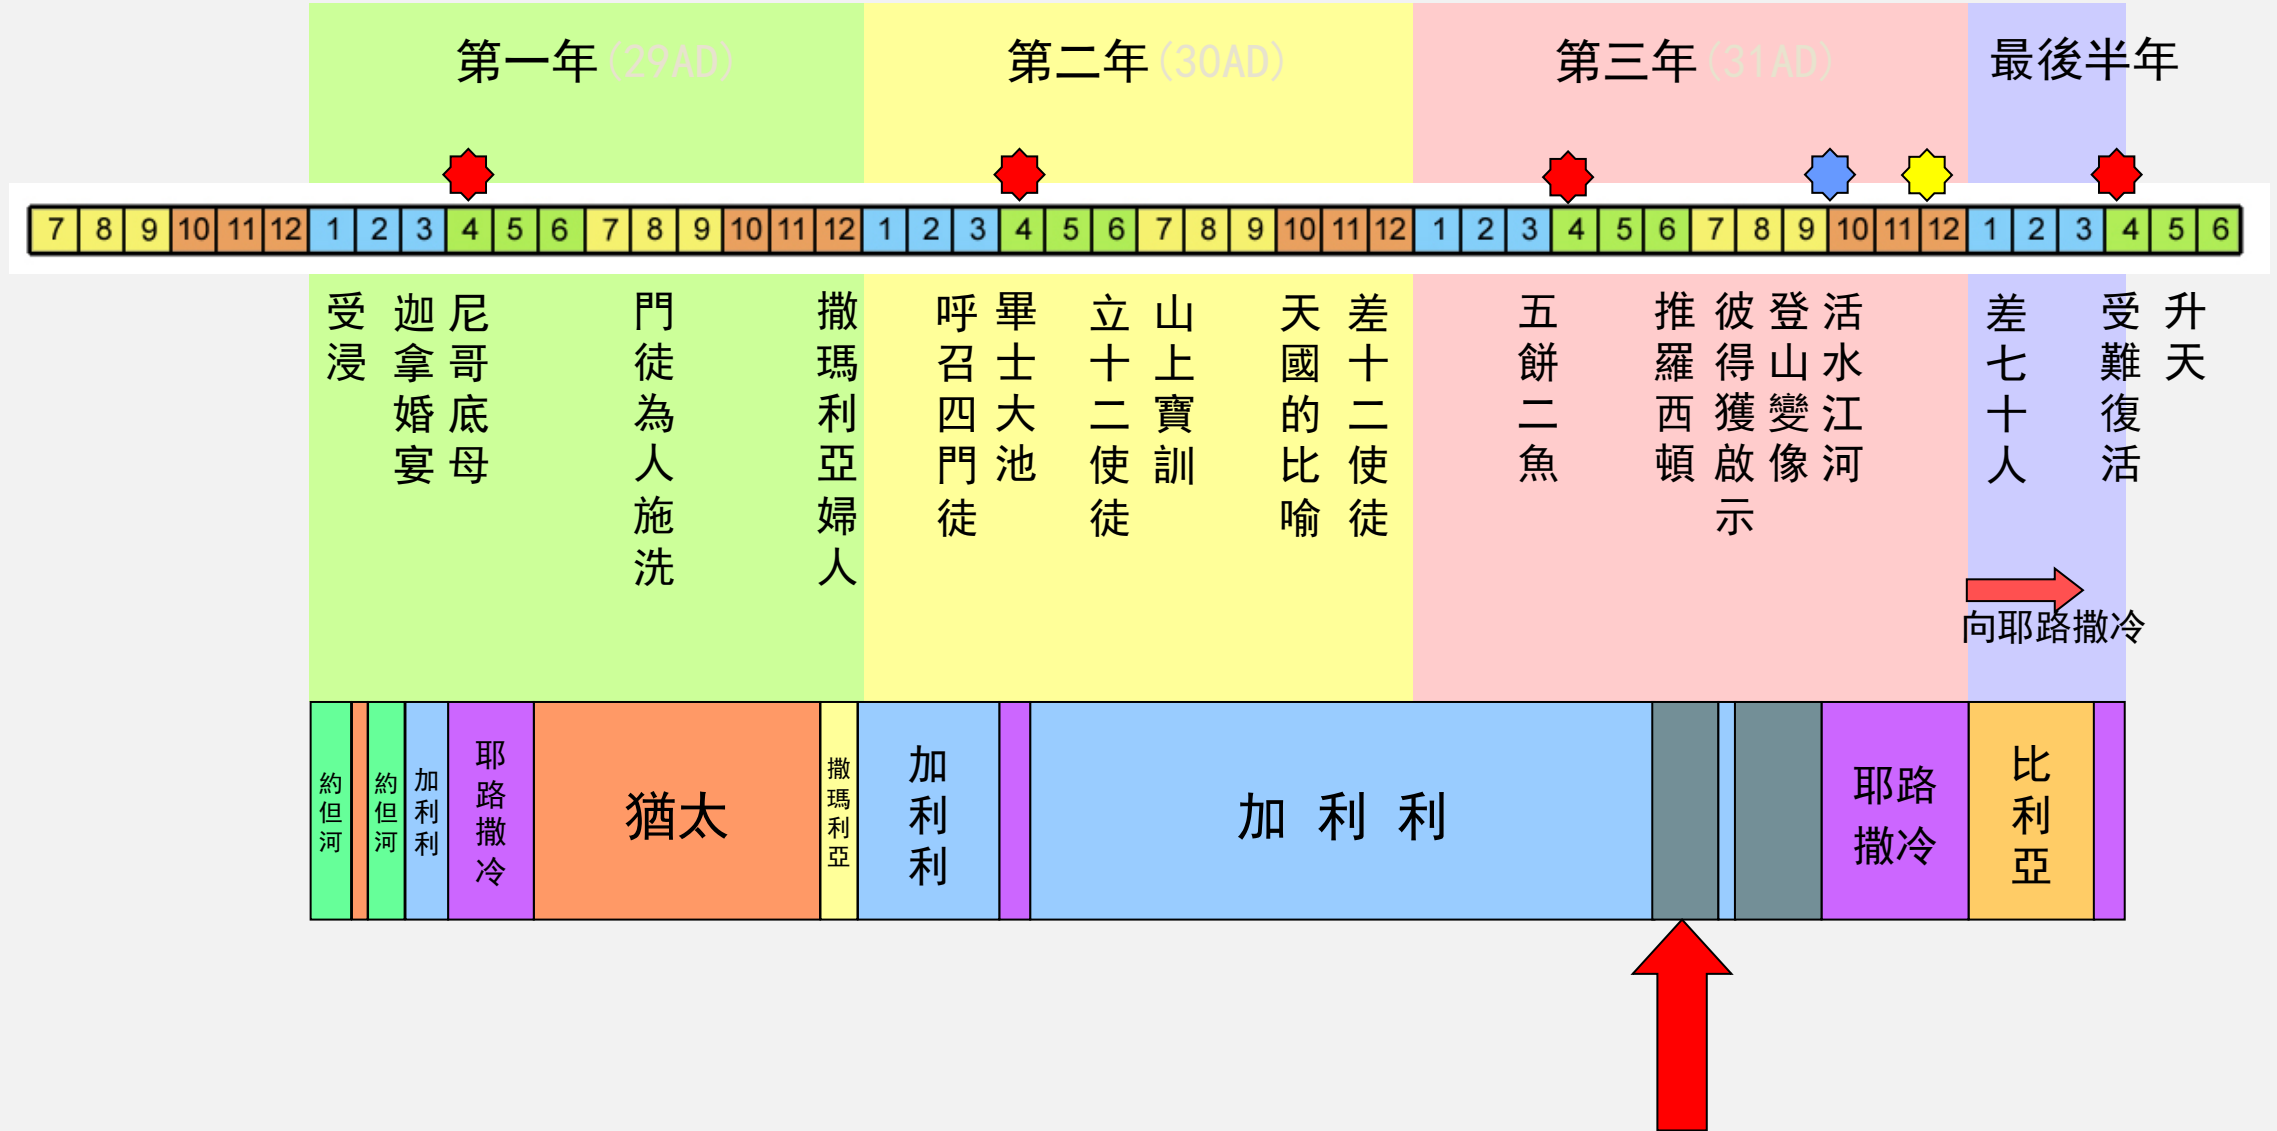 第一年(29AD)
第二年(30AD)
第三年(31AD)
最後半年
7 8 9 10 11 12 1 2 3 4 5 6 7 8 9 10 11 12 1 2 3 4 5 6 7 8 9 10 11 12 1 2 3 4 5 6 7 8 9 10 11 12 1 2 3 4 5 6
受浸
迦拿婚宴
尼哥底母
門徒為人施洗
撒瑪利亞婦人
呼召四門徒
畢士大池
立十二使徒
山上寶訓
天國的比喻
差十二使徒
五餅二魚
推羅西頓
彼得獲啟示
登山變像
活水江河
差七十人
受難復活
升天
向耶路撒冷
約但河
約但河
加利利
耶路撒冷
猶太
撒瑪利亞
加利利
加利利
耶路
撒冷
比利亞